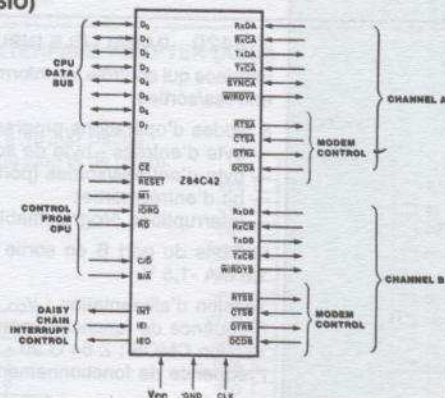 SIO)
CPU
DATA
BUS
D0
D1
D2
D3
D4
D5
D6
D7
CONTROL
FROM
CPU
CE
RESET
M1
IORQ
RD
C/D
B/A
DAISY
CHAIN
INTERRUPT
CONTROL
INT
IEI
IEO
Z84C42
RxDA
RxCA
TxDA
TxCA
SYNCA
W/RDYA
RTSA
CTSA
DTRA
DCDA
MODEM
CONTROL
CHANNEL A
RxDB
RxCB
TxDB
TxCB
W/RDYB
RTSB
CTSB
DTRB
DCDB
MODEM
CONTROL
CHANNEL B
Vcc GND CLK